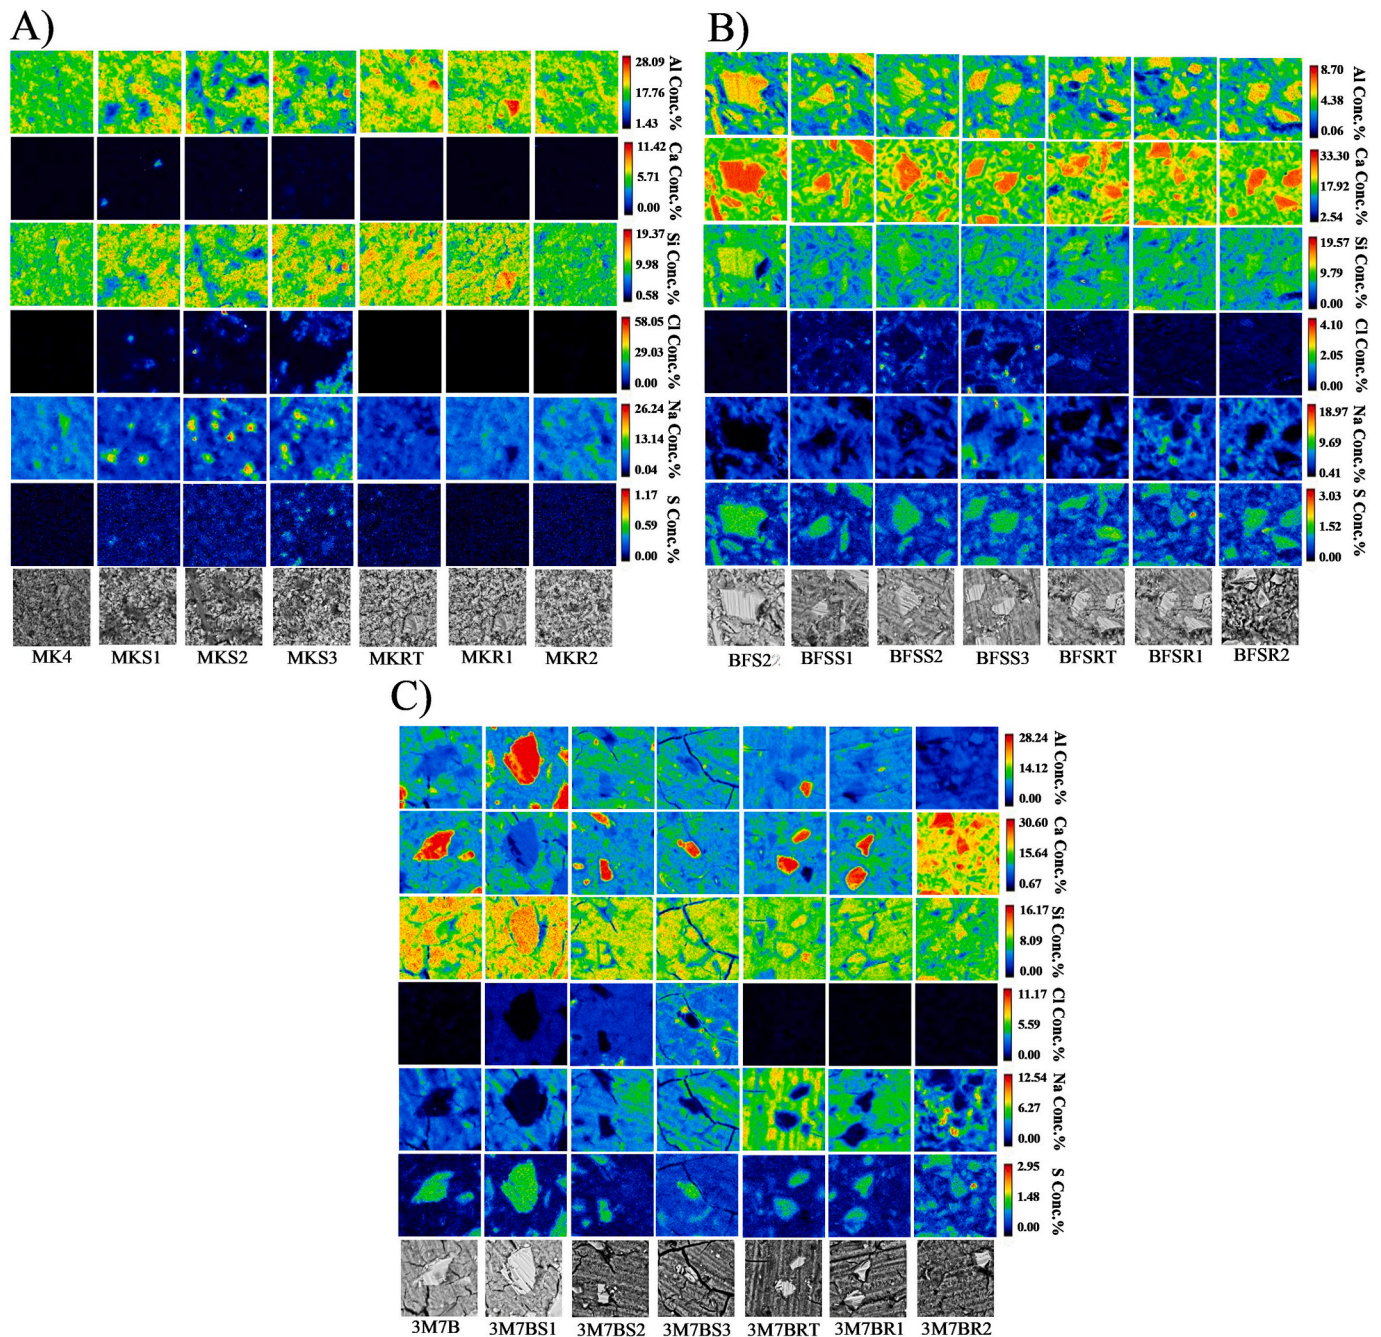 A)
28.09
17.76
1.43
Al Conc.%
11.42
5.71
0.00
Ca Conc.%
19.37
9.98
0.58
Si Conc.%
58.05
29.03
0.00
Cl Conc.%
26.24
13.14
0.04
Na Conc.%
1.17
0.59
0.00
S Conc.%
MK4 MKS1 MKS2 MKS3 MKRT MKR1 MKR2
B)
8.70
4.38
0.06
Al Conc.%
33.30
17.92
2.54
Ca Conc.%
19.57
9.79
0.00
Si Conc.%
4.10
2.05
0.00
Cl Conc.%
18.97
9.69
0.41
Na Conc.%
3.03
1.52
0.00
S Conc.%
BFS22 BFSS1 BFSS2 BFSS3 BFSRT BFSR1 BFSR2
C)
28.24
14.12
0.00
Al Conc.%
30.60
15.64
0.67
Ca Conc.%
16.17
8.09
0.00
Si Conc.%
11.17
5.59
0.00
Cl Conc.%
12.54
6.27
0.00
Na Conc.%
2.95
1.48
0.00
S Conc.%
3M7B 3M7BS1 3M7BS2 3M7BS3 3M7BRT 3M7BR1 3M7BR2